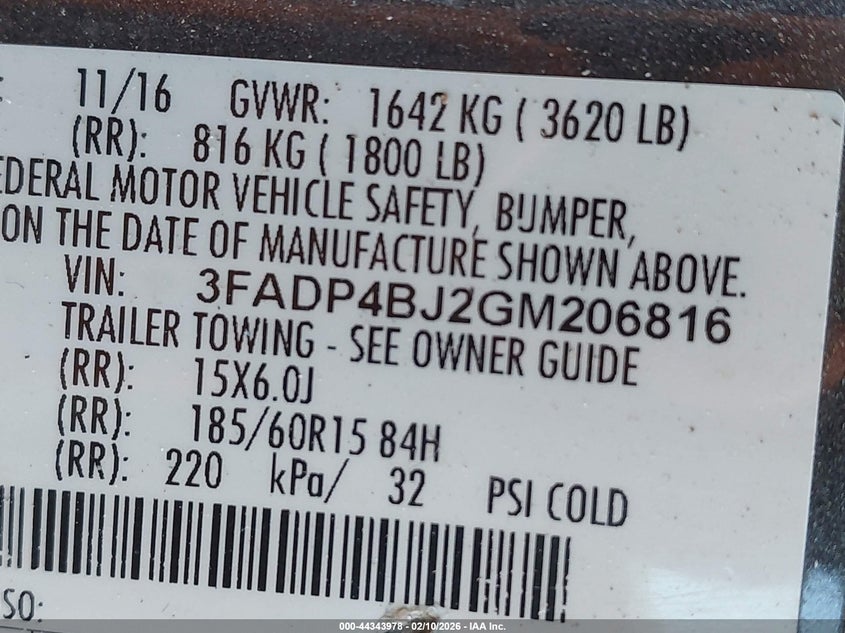 11/16 GVWR: 1642 KG ( 3620 LB)
(RR): 816 KG ( 1800 LB)
EDERAL MOTOR VEHICLE SAFETY, BUMPER,
ON THE DATE OF MANUFACTURE SHOWN ABOVE.
VIN: 3FADP4BJ2GM206816
TRAILER TOWING - SEE OWNER GUIDE
(RR): 15X6.0J
(RR): 185/60R15 84H
(RR): 220 kPa/ 32 PSI COLD
SO:
000-44343978 - 02/10/2026 - IAA Inc.